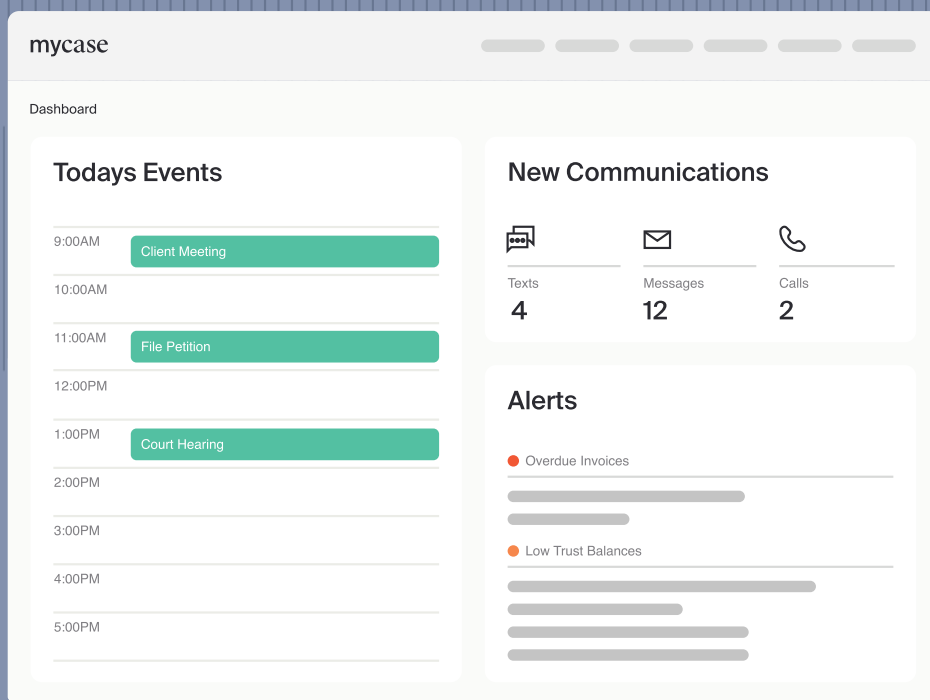 mycase
Dashboard
Todays Events
9:00AM
Client Meeting
10:00AM
11:00AM
File Petition
12:00PM
1:00PM
Court Hearing
2:00PM
3:00PM
4:00PM
5:00PM
New Communications
Texts
4
Messages
12
Calls
2
Alerts
Overdue Invoices
Low Trust Balances